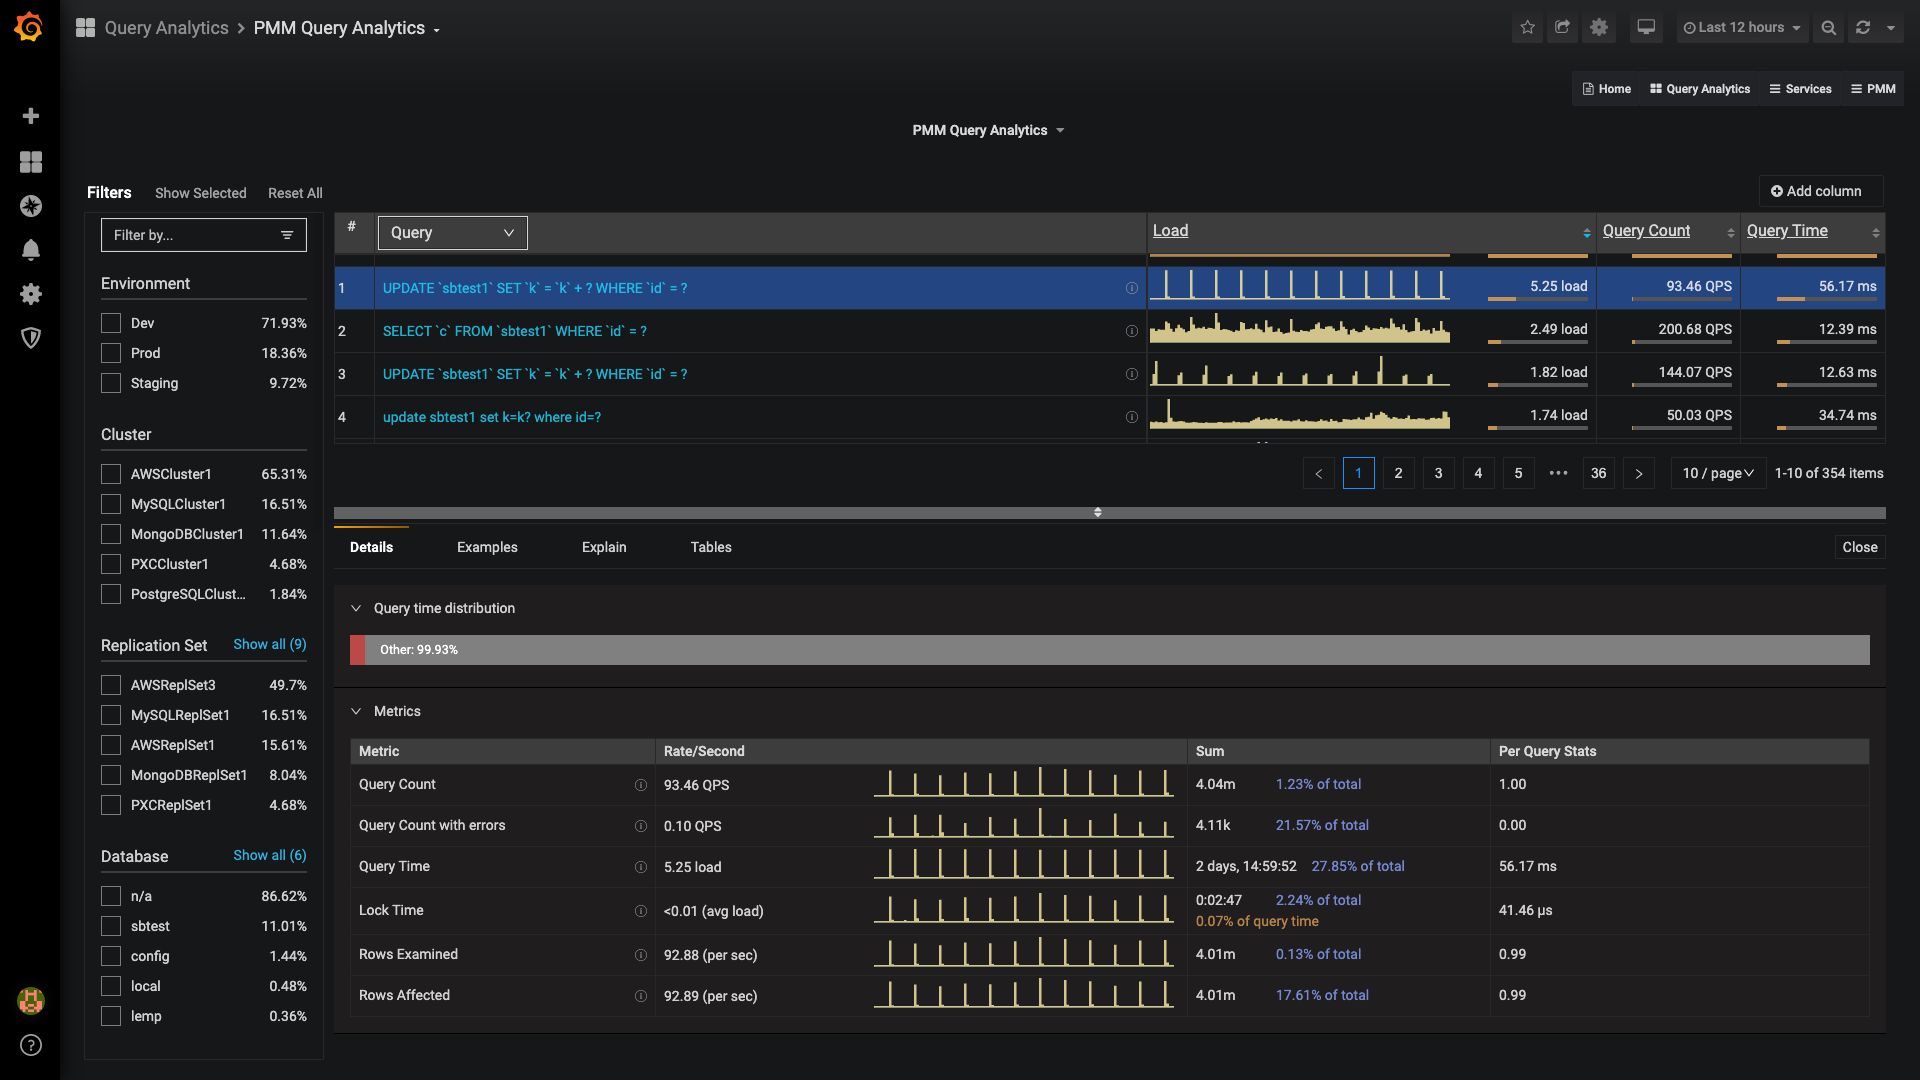 Query Analytics > PMM Query Analytics
Last 12 hours
Home Query Analytics Services PMM
PMM Query Analytics
Filters Show Selected Reset All
Add column
Filter by...
# Query Load Query Count Query Time
1 UPDATE `sbtest1` SET `k` = `k` + ? WHERE `id` = ? 5.25 load 93.46 QPS 56.17 ms
2 SELECT `c` FROM `sbtest1` WHERE `id` = ? 2.49 load 200.68 QPS 12.39 ms
3 UPDATE `sbtest1` SET `k` = `k` + ? WHERE `id` = ? 1.82 load 144.07 QPS 12.63 ms
4 update sbtest1 set k=k? where id=? 1.74 load 50.03 QPS 34.74 ms
< 1 2 3 4 5 ••• 36 > 10 / page 1-10 of 354 items
Environment
Dev 71.93%
Prod 18.36%
Staging 9.72%
Cluster
AWSCluster1 65.31%
MySQLCluster1 16.51%
MongoDBCluster1 11.64%
PXCCluster1 4.68%
PostgreSQLClust... 1.84%
Replication Set Show all (9)
AWSReplSet3 49.7%
MySQLReplSet1 16.51%
AWSReplSet1 15.61%
MongoDBReplSet1 8.04%
PXCReplSet1 4.68%
Database Show all (6)
n/a 86.62%
sbtest 11.01%
config 1.44%
local 0.48%
lemp 0.36%
Details Examples Explain Tables Close
Query time distribution
Other: 99.93%
Metrics
Metric Rate/Second Sum Per Query Stats
Query Count 93.46 QPS 4.04m 1.23% of total 1.00
Query Count with errors 0.10 QPS 4.11k 21.57% of total 0.00
Query Time 5.25 load 2 days, 14:59:52 27.85% of total 56.17 ms
Lock Time <0.01 (avg load) 0:02:47 2.24% of total 41.46 µs
0.07% of query time
Rows Examined 92.88 (per sec) 4.01m 0.13% of total 0.99
Rows Affected 92.89 (per sec) 4.01m 17.61% of total 0.99